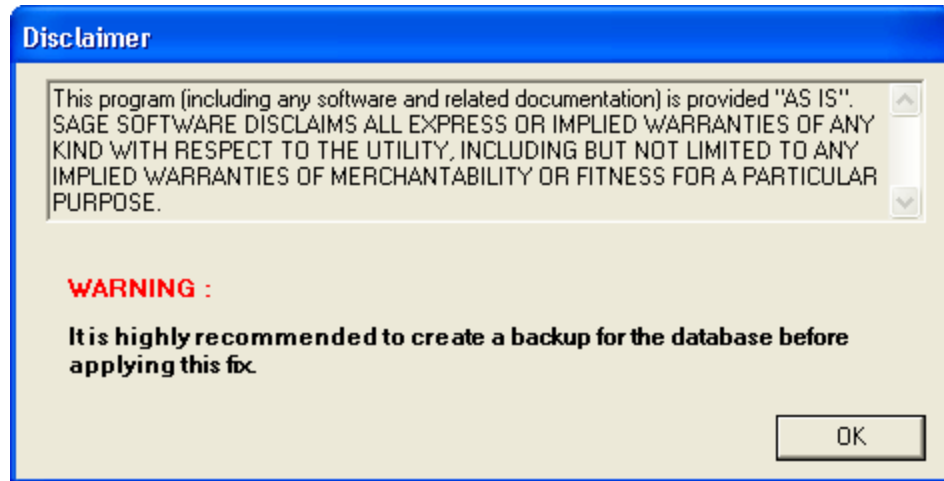 Disclaimer
This program (including any software and related documentation) is provided "AS IS".
SAGE SOFTWARE DISCLAIMS ALL EXPRESS OR IMPLIED WARRANTIES OF ANY
KIND WITH RESPECT TO THE UTILITY, INCLUDING BUT NOT LIMITED TO ANY
IMPLIED WARRANTIES OF MERCHANTABILITY OR FITNESS FOR A PARTICULAR
PURPOSE.
WARNING :
It is highly recommended to create a backup for the database before
applying this fix.
OK